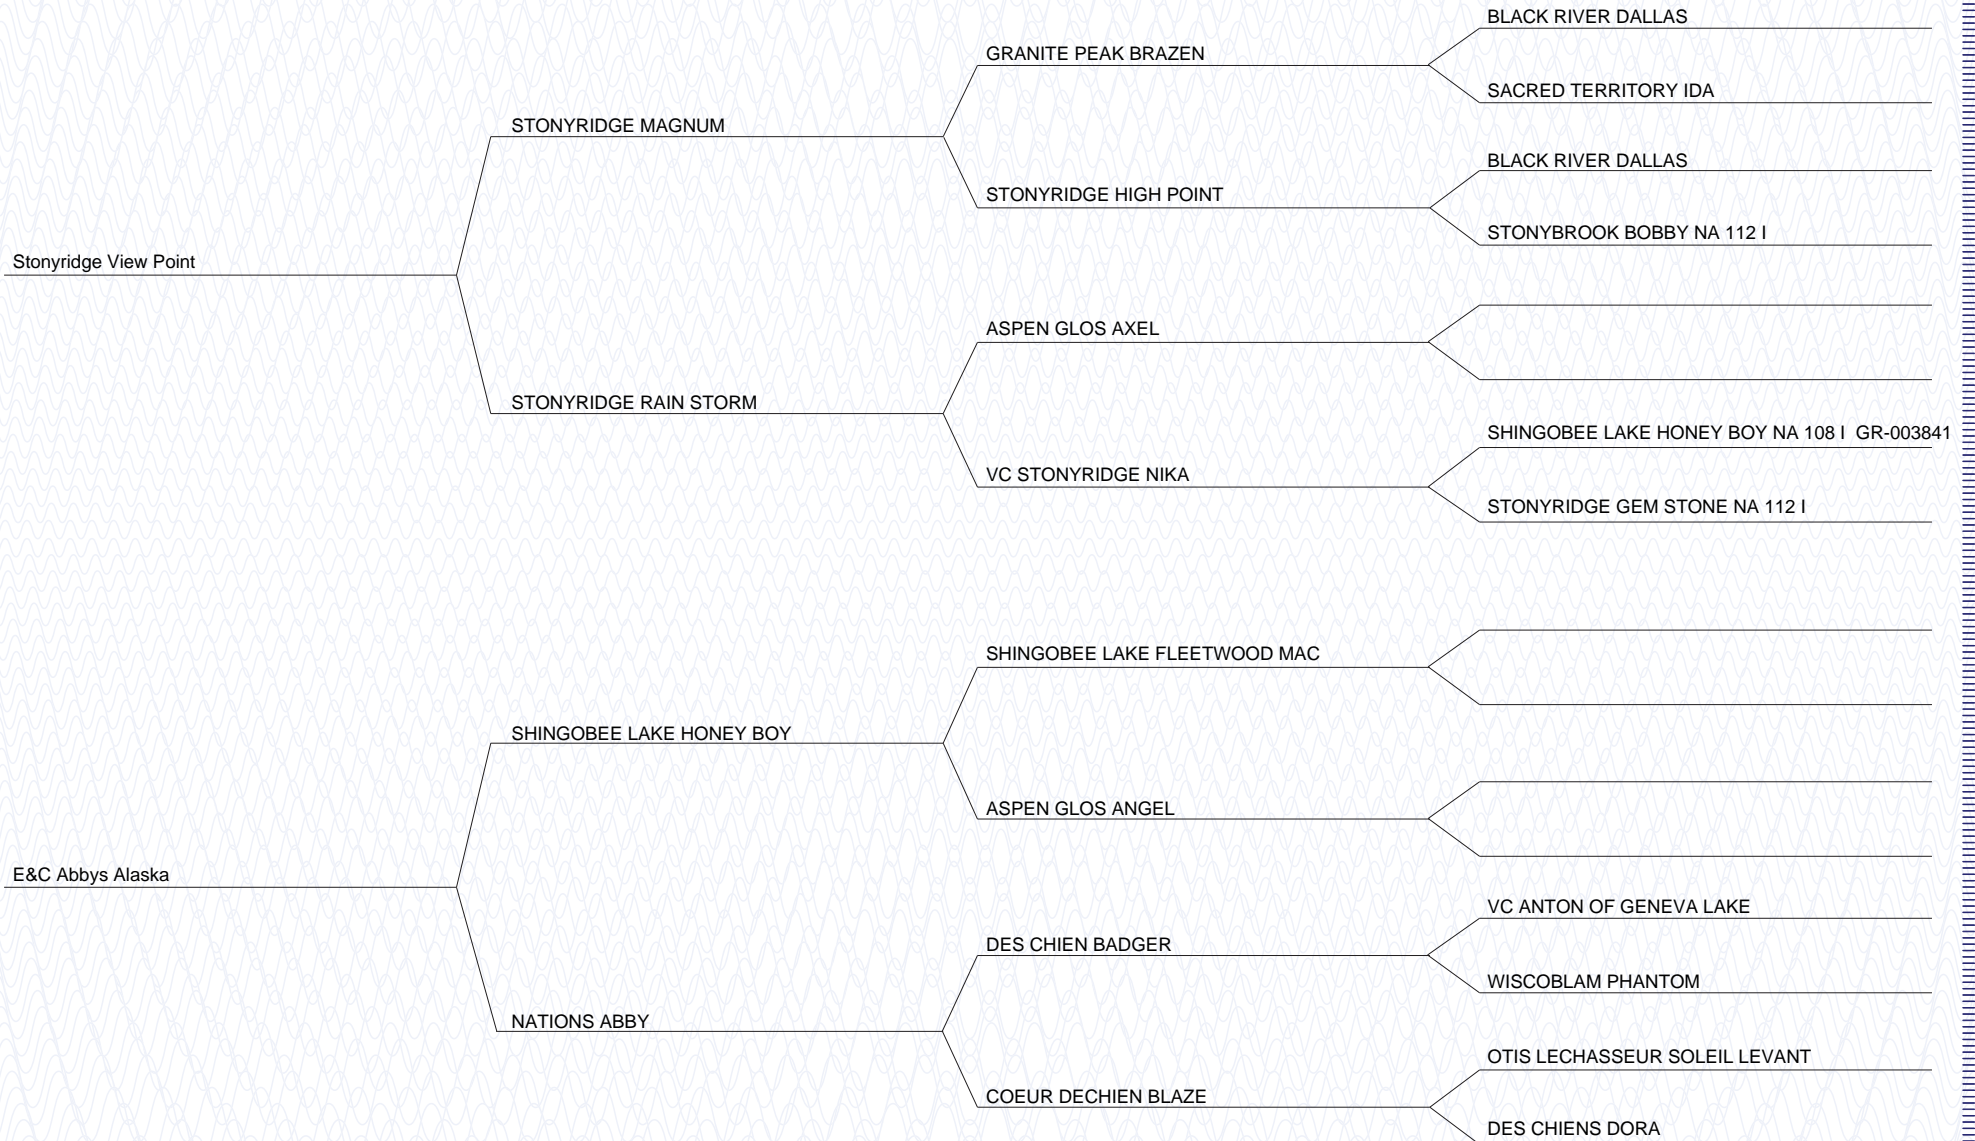 BLACK RIVER DALLAS
GRANITE PEAK BRAZEN
SACRED TERRITORY IDA
STONYRIDGE MAGNUM
BLACK RIVER DALLAS
STONYRIDGE HIGH POINT
STONYBROOK BOBBY NA 112 I
Stonyridge View Point
ASPEN GLOS AXEL
STONYRIDGE RAIN STORM
SHINGOBEE LAKE HONEY BOY NA 108 I  GR-003841
VC STONYRIDGE NIKA
STONYRIDGE GEM STONE NA 112 I
SHINGOBEE LAKE FLEETWOOD MAC
SHINGOBEE LAKE HONEY BOY
ASPEN GLOS ANGEL
E&C Abbys Alaska
VC ANTON OF GENEVA LAKE
DES CHIEN BADGER
WISCOBLAM PHANTOM
NATIONS ABBY
OTIS LECHASSEUR SOLEIL LEVANT
COEUR DECHIEN BLAZE
DES CHIENS DORA